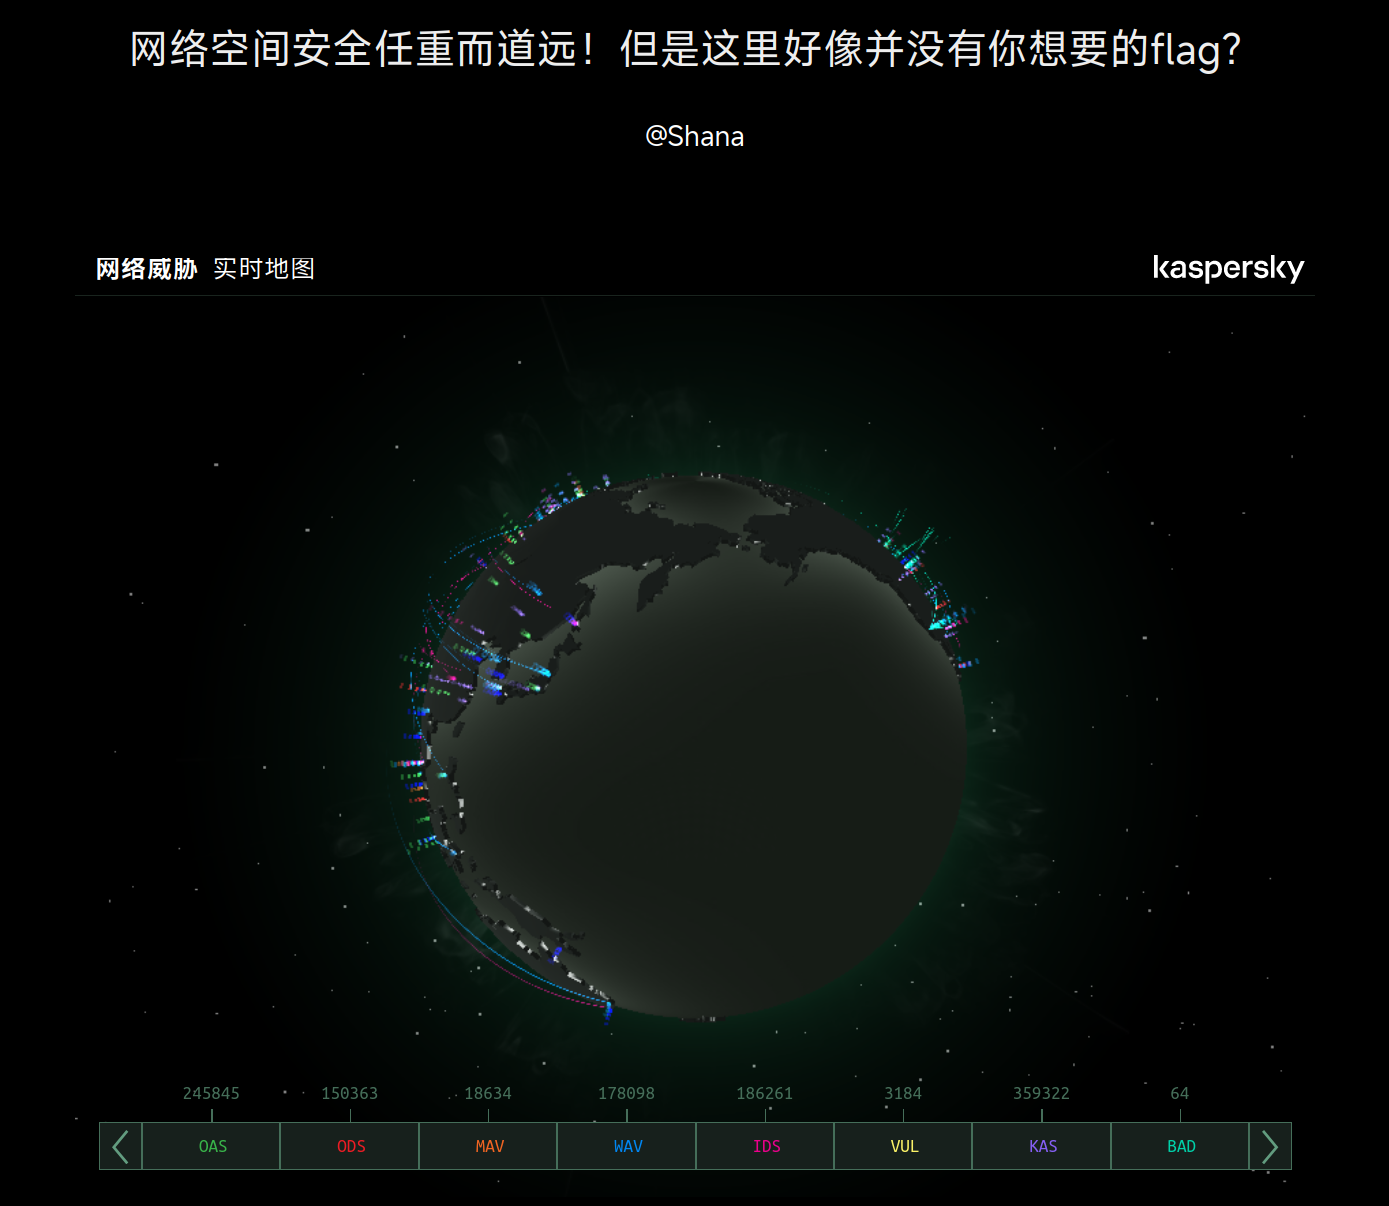 网络空间安全任重而道远！但是这里好像并没有你想要的flag?
@Shana
网络威胁 实时地图 kaspersky
245845 150363 18634 178098 186261 3184 359322 64
OAS ODS MAV WAV IDS VUL KAS BAD